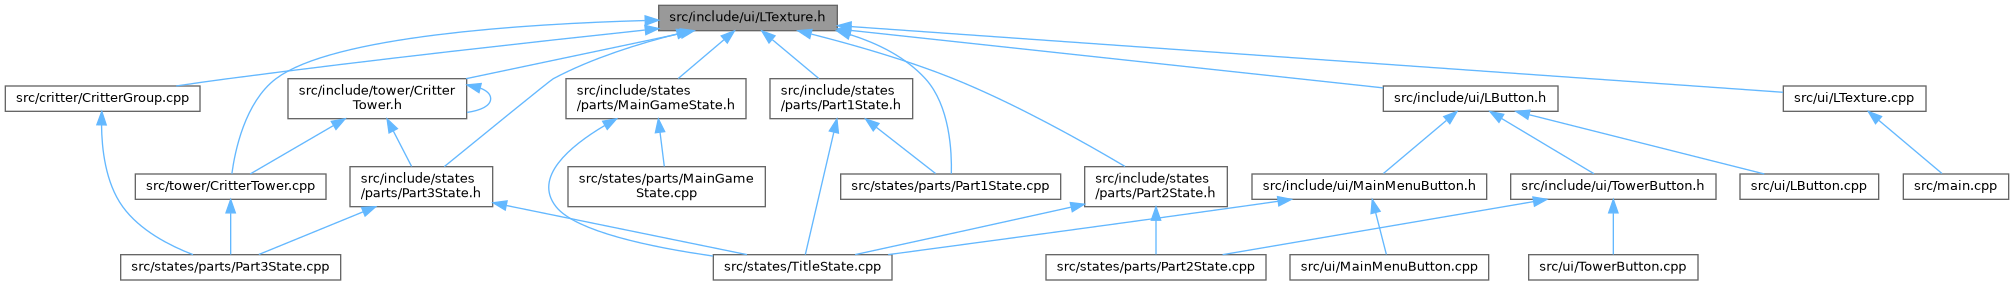 src/include/ui/LTexture.h
src/critter/CritterGroup.cpp
src/include/tower/Critter
Tower.h
src/include/states
/parts/MainGameState.h
src/include/states
/parts/Part1State.h
src/include/ui/LButton.h
src/ui/LTexture.cpp
src/tower/CritterTower.cpp
src/include/states
/parts/Part3State.h
src/states/parts/MainGame
State.cpp
src/states/parts/Part1State.cpp
src/include/states
/parts/Part2State.h
src/include/ui/MainMenuButton.h
src/include/ui/TowerButton.h
src/ui/LButton.cpp
src/main.cpp
src/states/parts/Part3State.cpp
src/states/TitleState.cpp
src/states/parts/Part2State.cpp
src/ui/MainMenuButton.cpp
src/ui/TowerButton.cpp